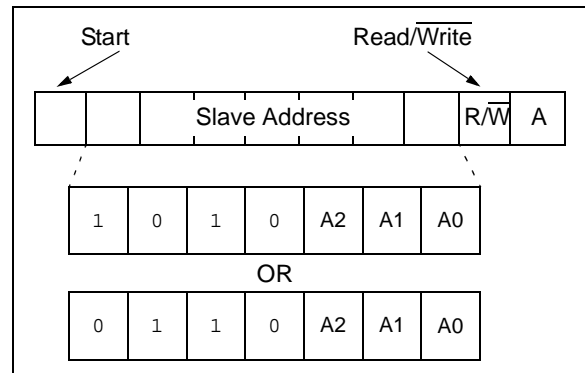 Start Read/Write
Slave Address R/W A
1 0 1 0 A2 A1 A0
OR
0 1 1 0 A2 A1 A0